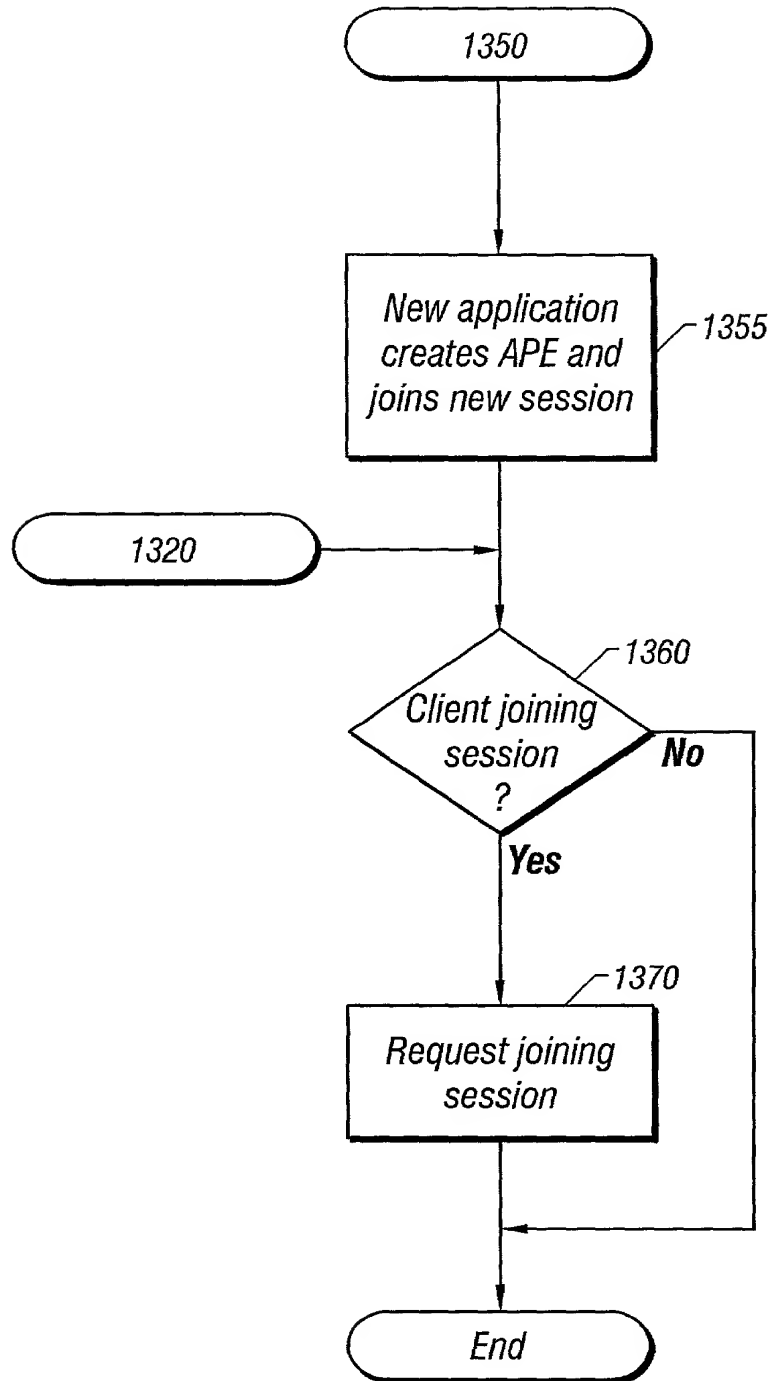 1350
New application
creates APE and
joins new session
1355
1320
1360
Client joining
session
?
No
Yes
1370
Request joining
session
End